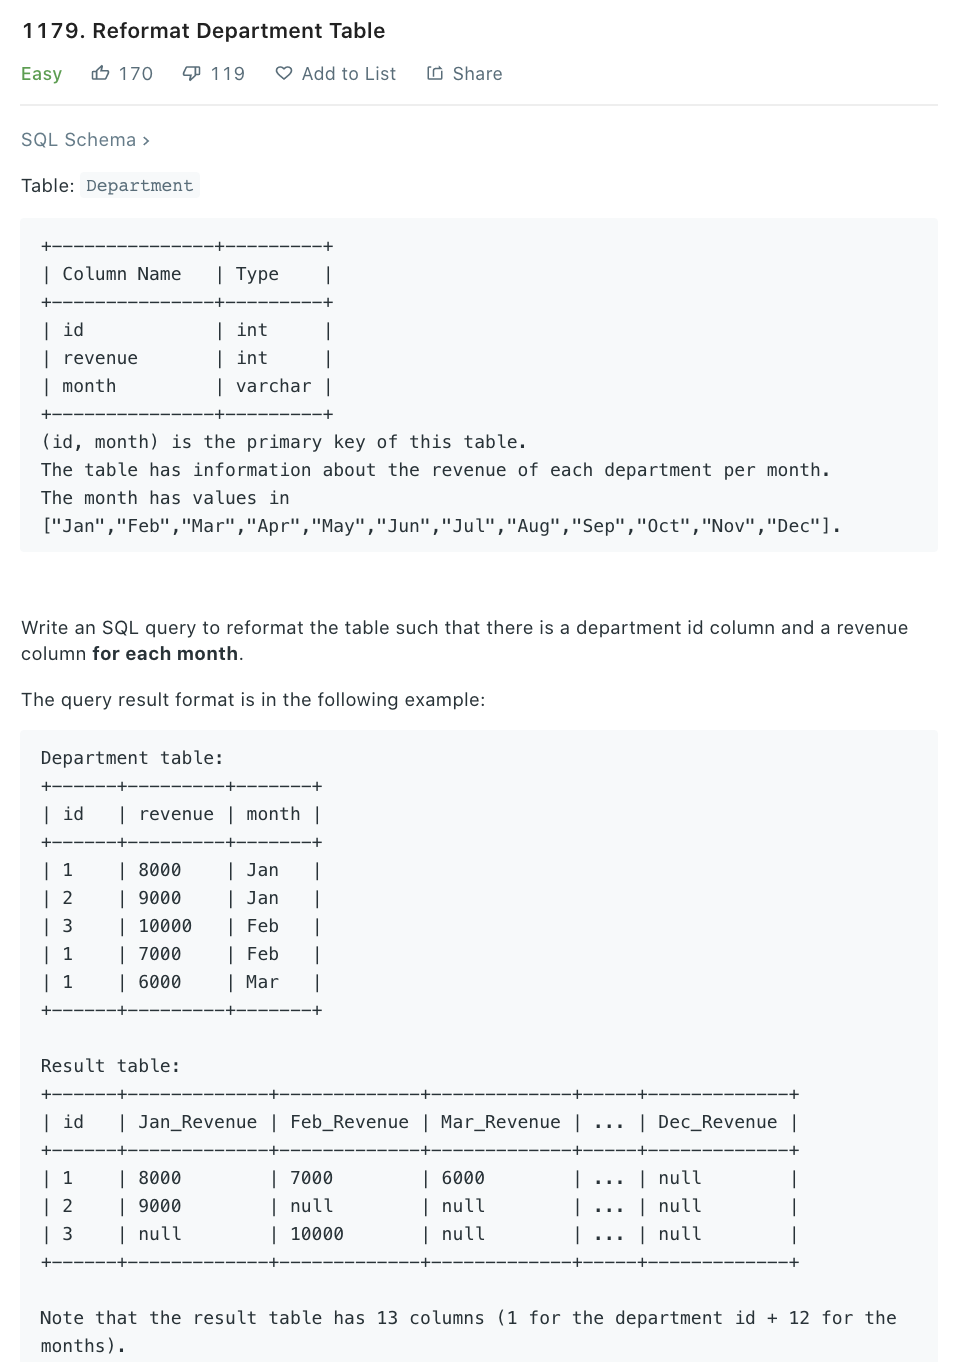 1179. Reformat Department Table
Easy 170 119 Add to List Share
SQL Schema >
Table: Department
+---------------+---------+
| Column Name   | Type    |
+---------------+---------+
| id            | int     |
| revenue       | int     |
| month         | varchar |
+---------------+---------+
(id, month) is the primary key of this table.
The table has information about the revenue of each department per month.
The month has values in
["Jan","Feb","Mar","Apr","May","Jun","Jul","Aug","Sep","Oct","Nov","Dec"].
Write an SQL query to reformat the table such that there is a department id column and a revenue
column for each month.
The query result format is in the following example:
Department table:
+------+---------+-------+
| id   | revenue | month |
+------+---------+-------+
| 1    | 8000    | Jan   |
| 2    | 9000    | Jan   |
| 3    | 10000   | Feb   |
| 1    | 7000    | Feb   |
| 1    | 6000    | Mar   |
+------+---------+-------+
Result table:
+------+-------------+-------------+-------------+-----+-------------+
| id   | Jan_Revenue | Feb_Revenue | Mar_Revenue | ... | Dec_Revenue |
+------+-------------+-------------+-------------+-----+-------------+
| 1    | 8000        | 7000        | 6000        | ... | null        |
| 2    | 9000        | null        | null        | ... | null        |
| 3    | null        | 10000       | null        | ... | null        |
+------+-------------+-------------+-------------+-----+-------------+
Note that the result table has 13 columns (1 for the department id + 12 for the
months).